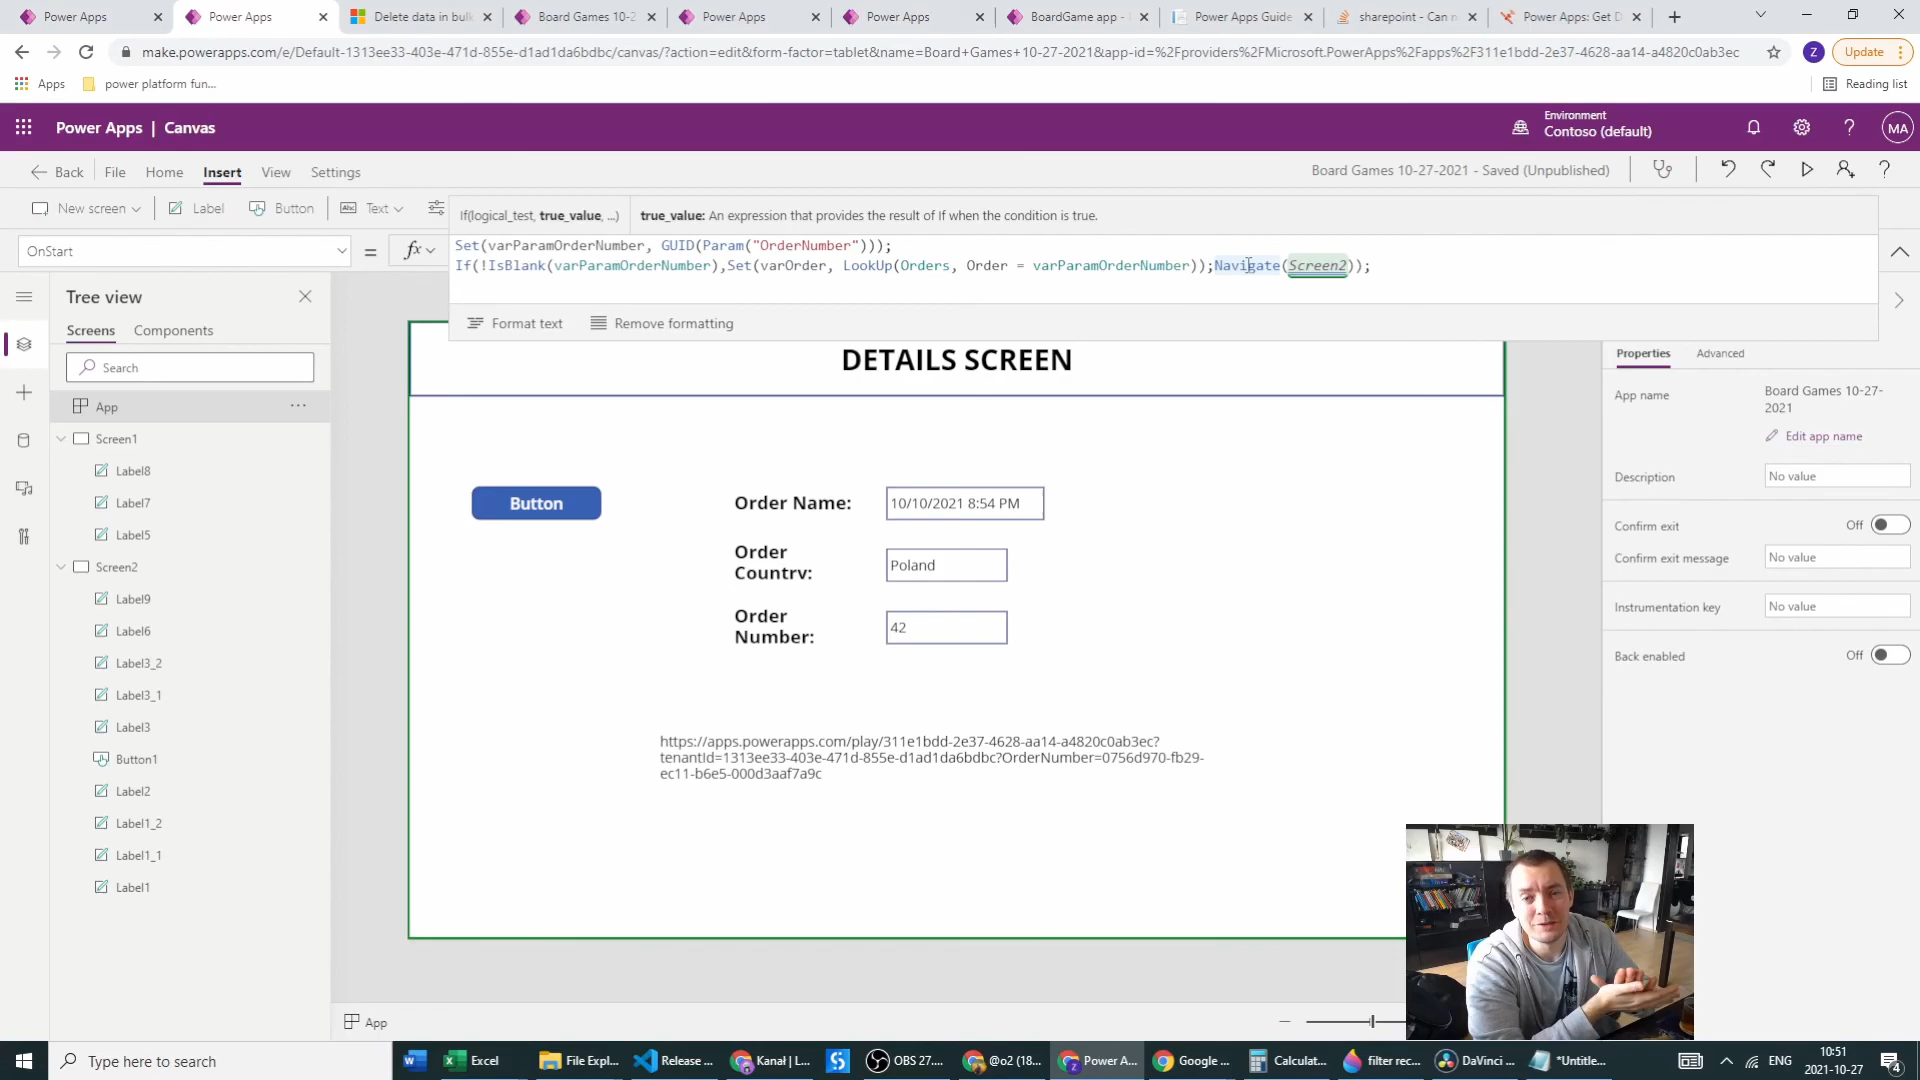 Power Apps
Power Apps
Delete data in bulk
Board Games 10-2
Power Apps
Power Apps
BoardGame app -
Power Apps Guide
sharepoint - Can n
Power Apps: Get D
make.powerapps.com/e/Default-1313ee33-403e-471d-855e-d1ad1da6bdbc/canvas/?action=edit&form-factor=tablet&name=Board+Games+10-27-2021&app-id=%2Fproviders%2FMicrosoft.PowerApps%2Fapps%2F311e1bdd-2e37-4628-aa14-a4820c0ab3ec
Z
Update
Apps
power platform fun...
Reading list
Power Apps | Canvas
Environment
Contoso (default)
MA
Back
File
Home
Insert
View
Settings
Board Games 10-27-2021 - Saved (Unpublished)
New screen
Label
Button
Text
If(logical_test, true_value, ...)
true_value: An expression that provides the result of If when the condition is true.
OnStart
=
fx
Set(varParamOrderNumber, GUID(Param("OrderNumber")));
If(!IsBlank(varParamOrderNumber),Set(varOrder, LookUp(Orders, Order = varParamOrderNumber));Navigate(Screen2));
Format text
Remove formatting
Tree view
Screens
Components
Search
App
Screen1
Label8
Label7
Label5
Screen2
Label9
Label6
Label3_2
Label3_1
Label3
Button1
Label2
Label1_2
Label1_1
Label1
DETAILS SCREEN
Button
Order Name:
10/10/2021 8:54 PM
Order
Country:
Poland
Order
Number:
42
https://apps.powerapps.com/play/311e1bdd-2e37-4628-aa14-a4820c0ab3ec?
tenantId=1313ee33-403e-471d-855e-d1ad1da6bdbc?OrderNumber=0756d970-fb29-
ec11-b6e5-000d3aaf7a9c
Properties
Advanced
App name
Board Games 10-27-
2021
Edit app name
Description
No value
Confirm exit
Off
Confirm exit message
No value
Instrumentation key
No value
Back enabled
Off
App
Type here to search
Excel
File Expl...
Release ...
Kanał | L...
OBS 27....
@o2 (18...
Power A...
Google ...
Calculat...
filter rec...
DaVinci ...
*Untitle...
ENG
10:51
2021-10-27
4